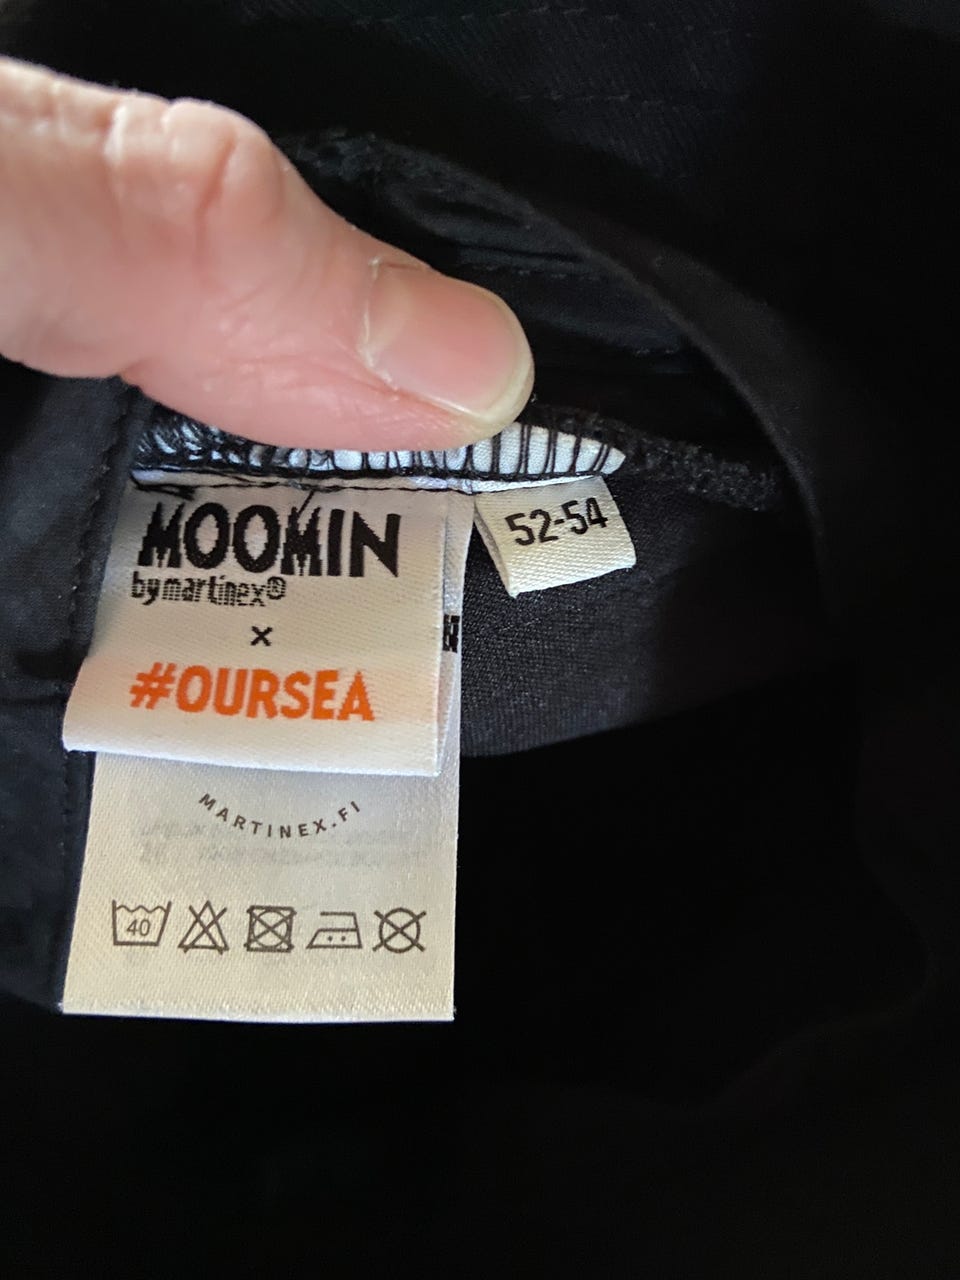 MOOMIN
by martinex®
x
#OURSEA
52-54
MARTINEX.FI
40